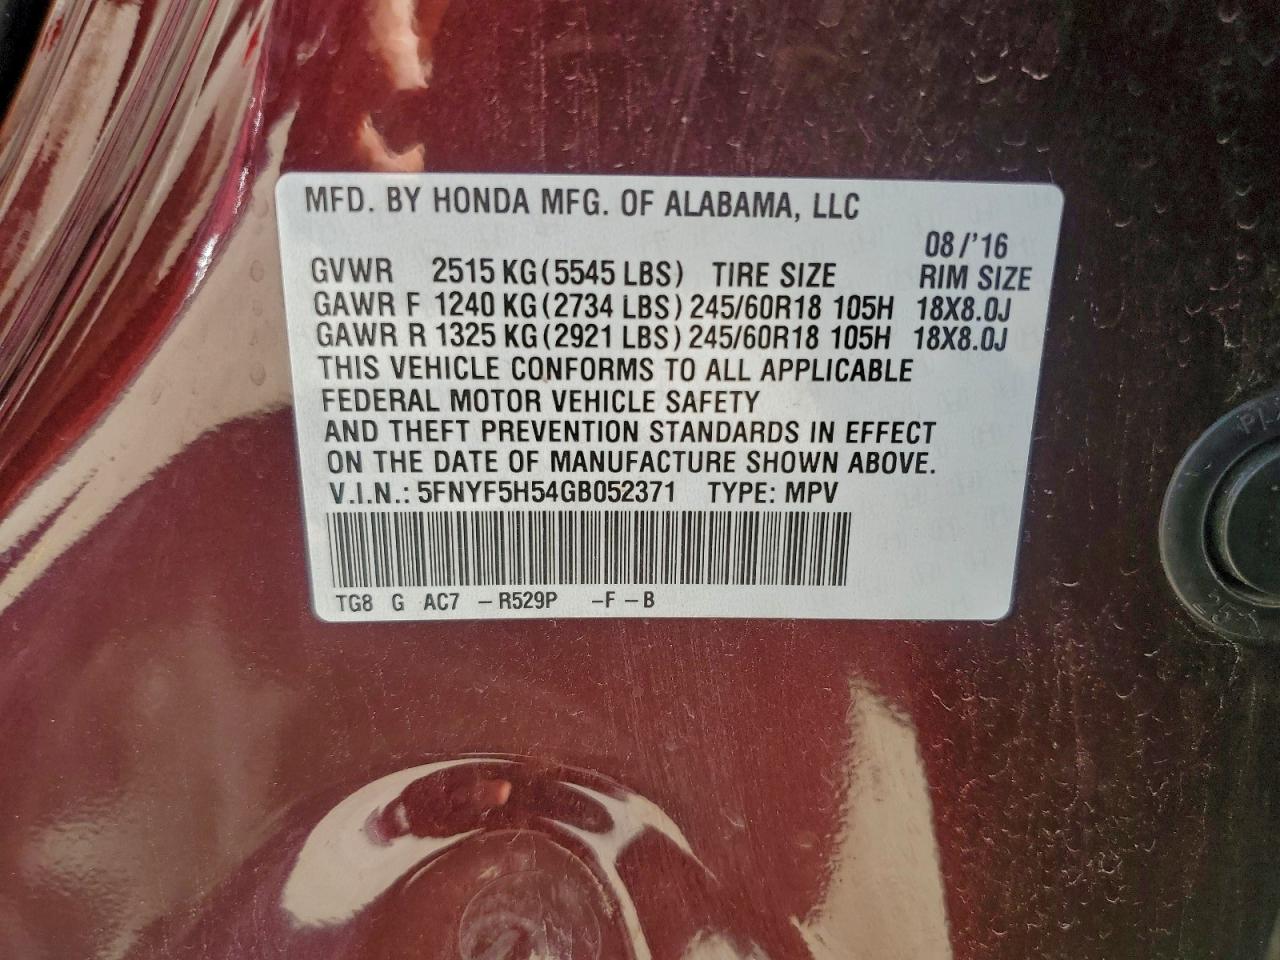 MFD. BY HONDA MFG. OF ALABAMA, LLC
08/'16
GVWR 2515 KG(5545 LBS) TIRE SIZE RIM SIZE
GAWR F 1240 KG(2734 LBS) 245/60R18 105H 18X8.0J
GAWR R 1325 KG(2921 LBS) 245/60R18 105H 18X8.0J
THIS VEHICLE CONFORMS TO ALL APPLICABLE
FEDERAL MOTOR VEHICLE SAFETY
AND THEFT PREVENTION STANDARDS IN EFFECT
ON THE DATE OF MANUFACTURE SHOWN ABOVE.
V.I.N.: 5FNYF5H54GB052371 TYPE: MPV
TG8 G AC7 -R529P -F-B